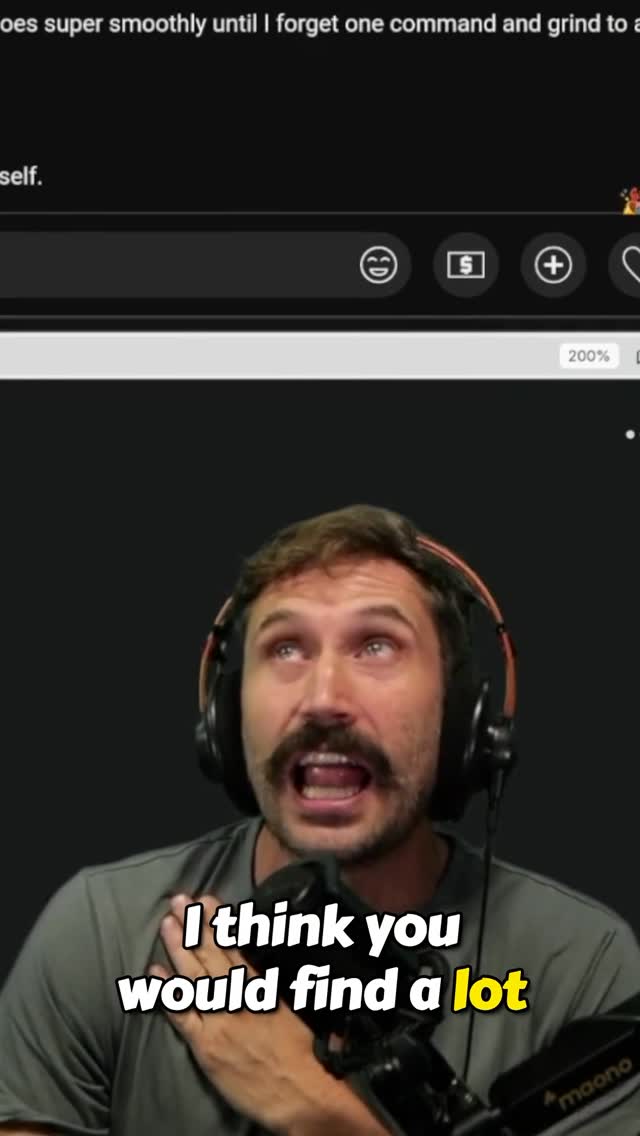 oes super smoothly until I forget one command and grind to a
self.
$
200%
I think you
would find a lot
maono